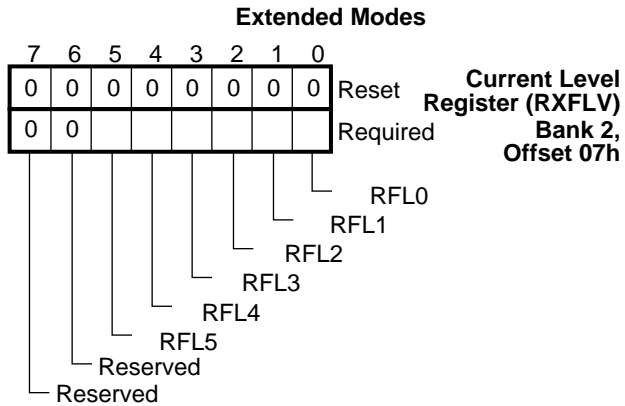 Extended Modes
7 6 5 4 3 2 1 0
0 0 0 0 0 0 0 0 Reset
0 0 Required
Current Level
Register (RXFLV)
Bank 2,
Offset 07h
RFL0
RFL1
RFL2
RFL3
RFL4
RFL5
Reserved
Reserved